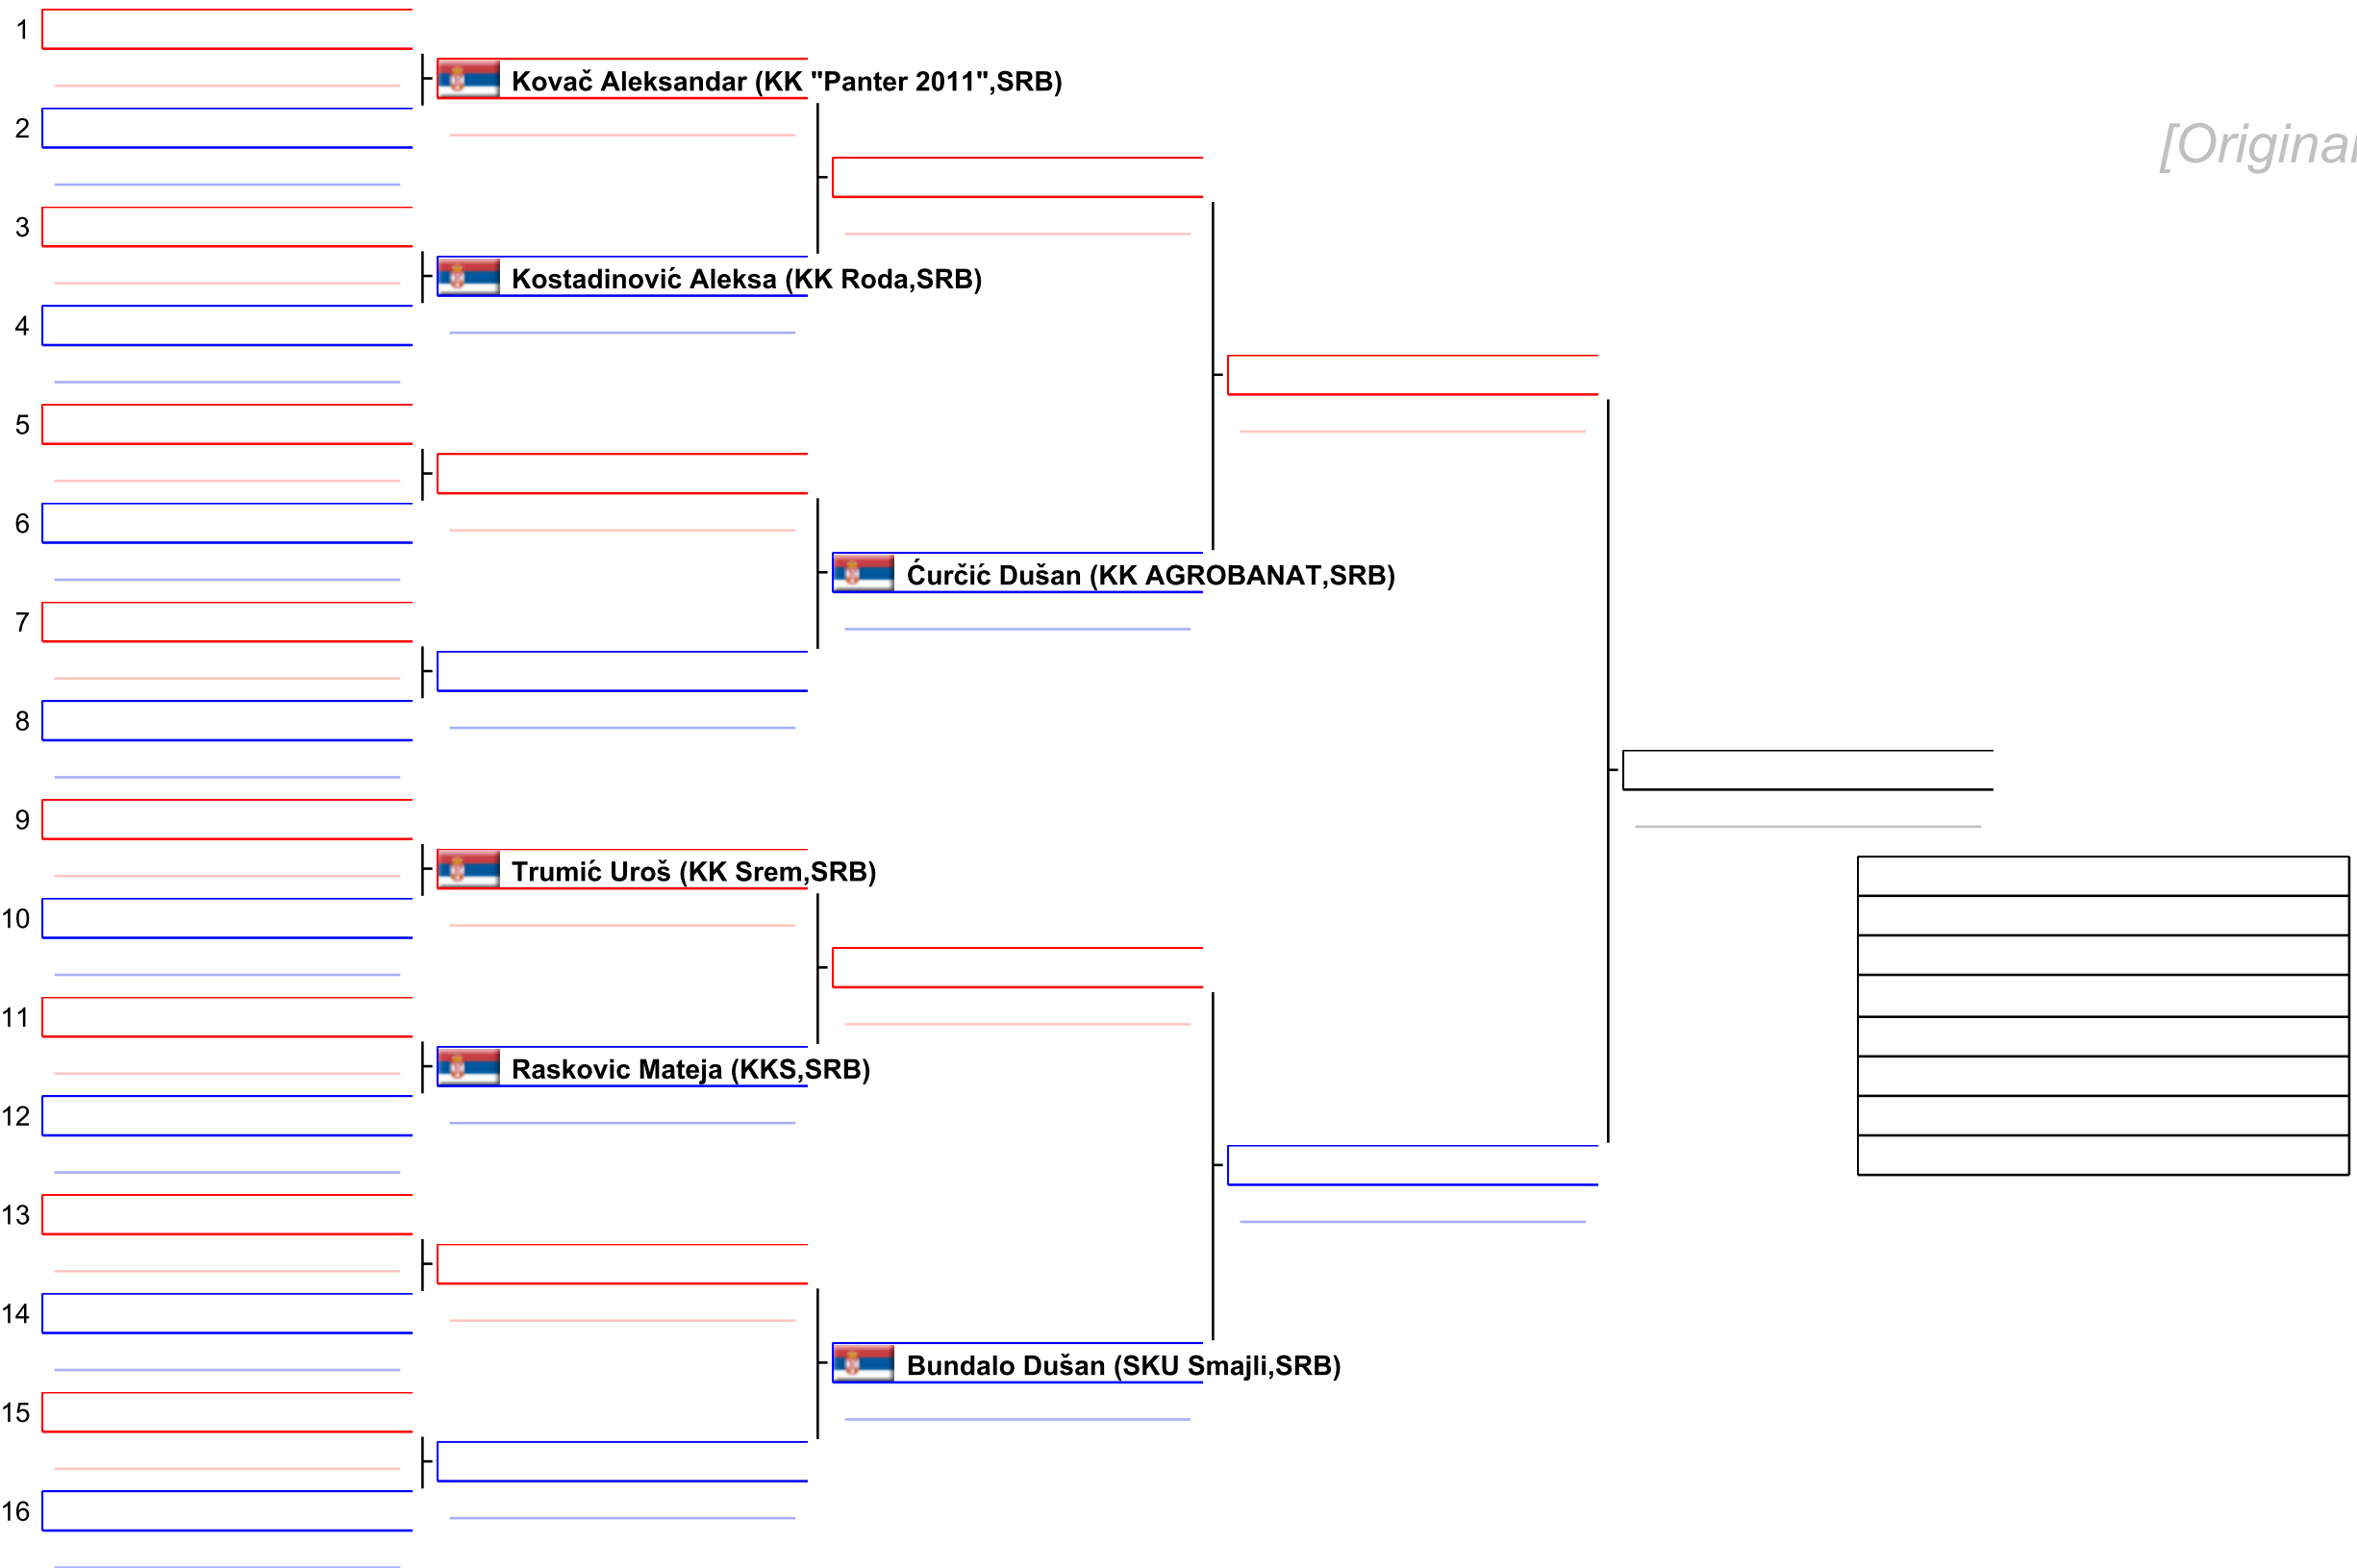 1
Kovač Aleksandar (KK "Panter 2011",SRB)
2
[Original
3
Kostadinović Aleksa (KK Roda,SRB)
4
5
6
Ćurčić Dušan (KK AGROBANAT,SRB)
7
8
9
Trumić Uroš (KK Srem,SRB)
10
11
Raskovic Mateja (KKS,SRB)
12
13
14
Bundalo Dušan (SKU Smajli,SRB)
15
16